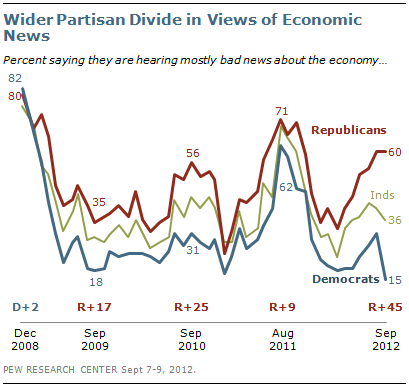 Wider Partisan Divide in Views of Economic
News
Percent saying they are hearing mostly bad news about the economy…
82
80
71
Republicans
56
60
35
Inds
62
36
31
18
Democrats
15
D+2 R+17 R+25 R+9 R+45
Dec Sep Sep Aug Sep
2008 2009 2010 2011 2012
PEW RESEARCH CENTER Sept 7-9, 2012.